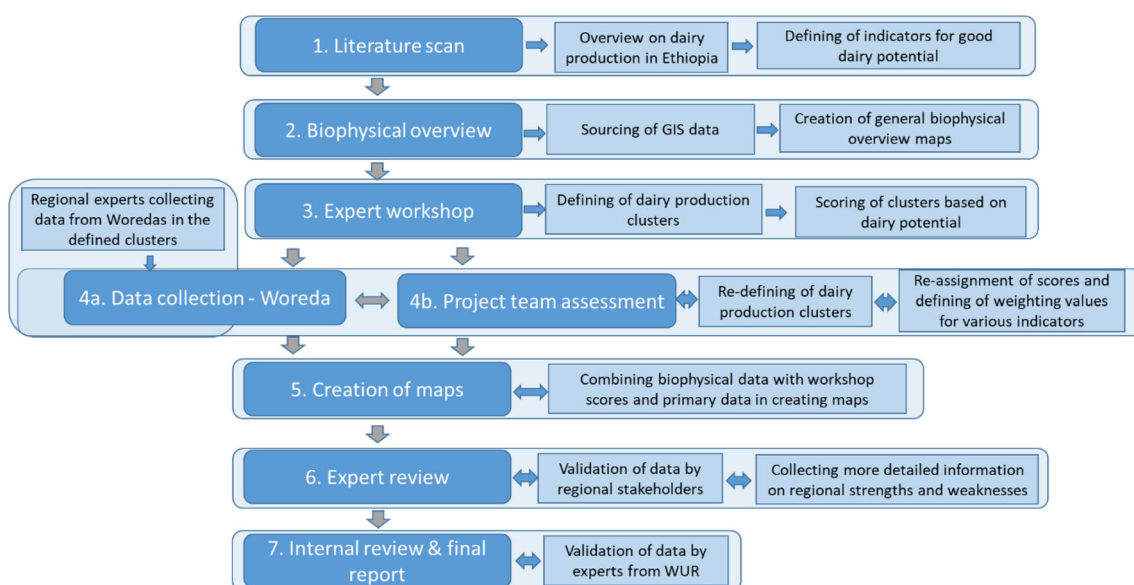 1. Literature scan
Overview on dairy
production in Ethiopia
Defining of indicators for good
dairy potential
2. Biophysical overview
Sourcing of GIS data
Creation of general biophysical
overview maps
3. Expert workshop
Defining of dairy production
clusters
Scoring of clusters based on
dairy potential
Regional experts collecting
data from Woredas in the
defined clusters
4a. Data collection - Woreda
4b. Project team assessment
Re-defining of dairy
production clusters
Re-assignment of scores and
defining of weighting values
for various indicators
5. Creation of maps
Combining biophysical data with workshop
scores and primary data in creating maps
6. Expert review
Validation of data by
regional stakeholders
Collecting more detailed information
on regional strengths and weaknesses
7. Internal review & final
report
Validation of data by
experts from WUR